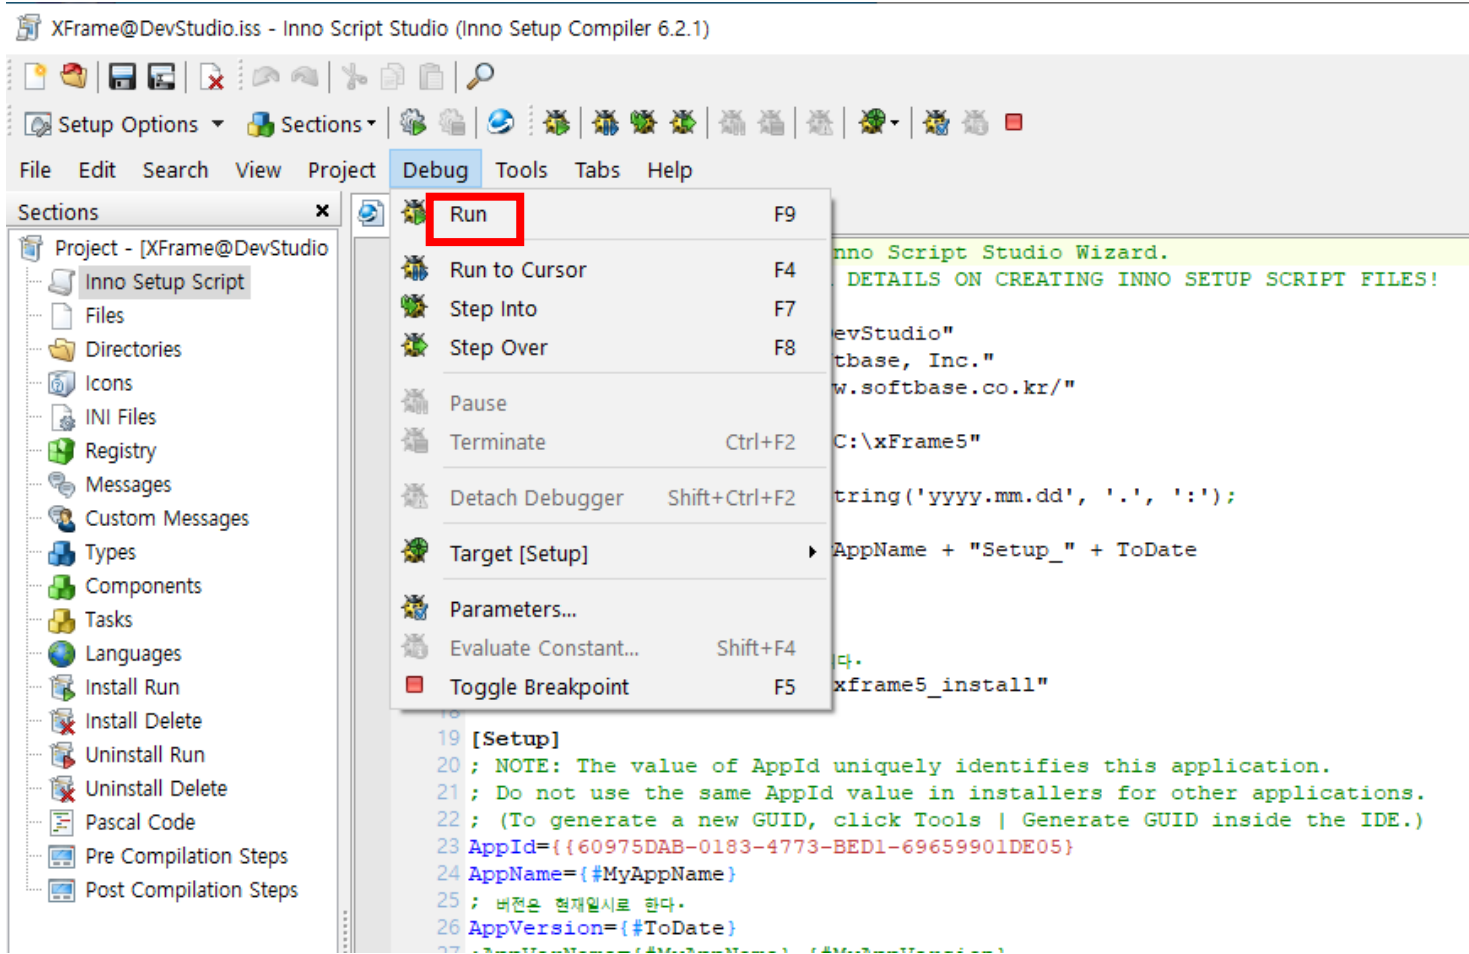 XFrame@DevStudio.iss - Inno Script Studio (Inno Setup Compiler 6.2.1)
Setup Options
Sections
File Edit Search View Project Debug Tools Tabs Help
Sections
Project - [XFrame@DevStudio
Inno Setup Script
Files
Directories
Icons
INI Files
Registry
Messages
Custom Messages
Types
Components
Tasks
Languages
Install Run
Install Delete
Uninstall Run
Uninstall Delete
Pascal Code
Pre Compilation Steps
Post Compilation Steps
Run F9
Run to Cursor F4
Step Into F7
Step Over F8
Pause
Terminate Ctrl+F2
Detach Debugger Shift+Ctrl+F2
Target [Setup]
Parameters...
Evaluate Constant... Shift+F4
Toggle Breakpoint F5
Inno Script Studio Wizard.
DETAILS ON CREATING INNO SETUP SCRIPT FILES!
evStudio"
tbase, Inc."
w.softbase.co.kr/"
C:\xFrame5"
tring('yyyy.mm.dd', '.', ':');
AppName + "Setup_" + ToDate
다.
xframe5_install"
18
19 [Setup]
20 ; NOTE: The value of AppId uniquely identifies this application.
21 ; Do not use the same AppId value in installers for other applications.
22 ; (To generate a new GUID, click Tools | Generate GUID inside the IDE.)
23 AppId={{60975DAB-0183-4773-BED1-69659901DE05}
24 AppName={#MyAppName}
25 ; 버전은 현재일시로 한다.
26 AppVersion={#ToDate}
27 ;AppVerName={#MyAppName} {#MyAppVersion}